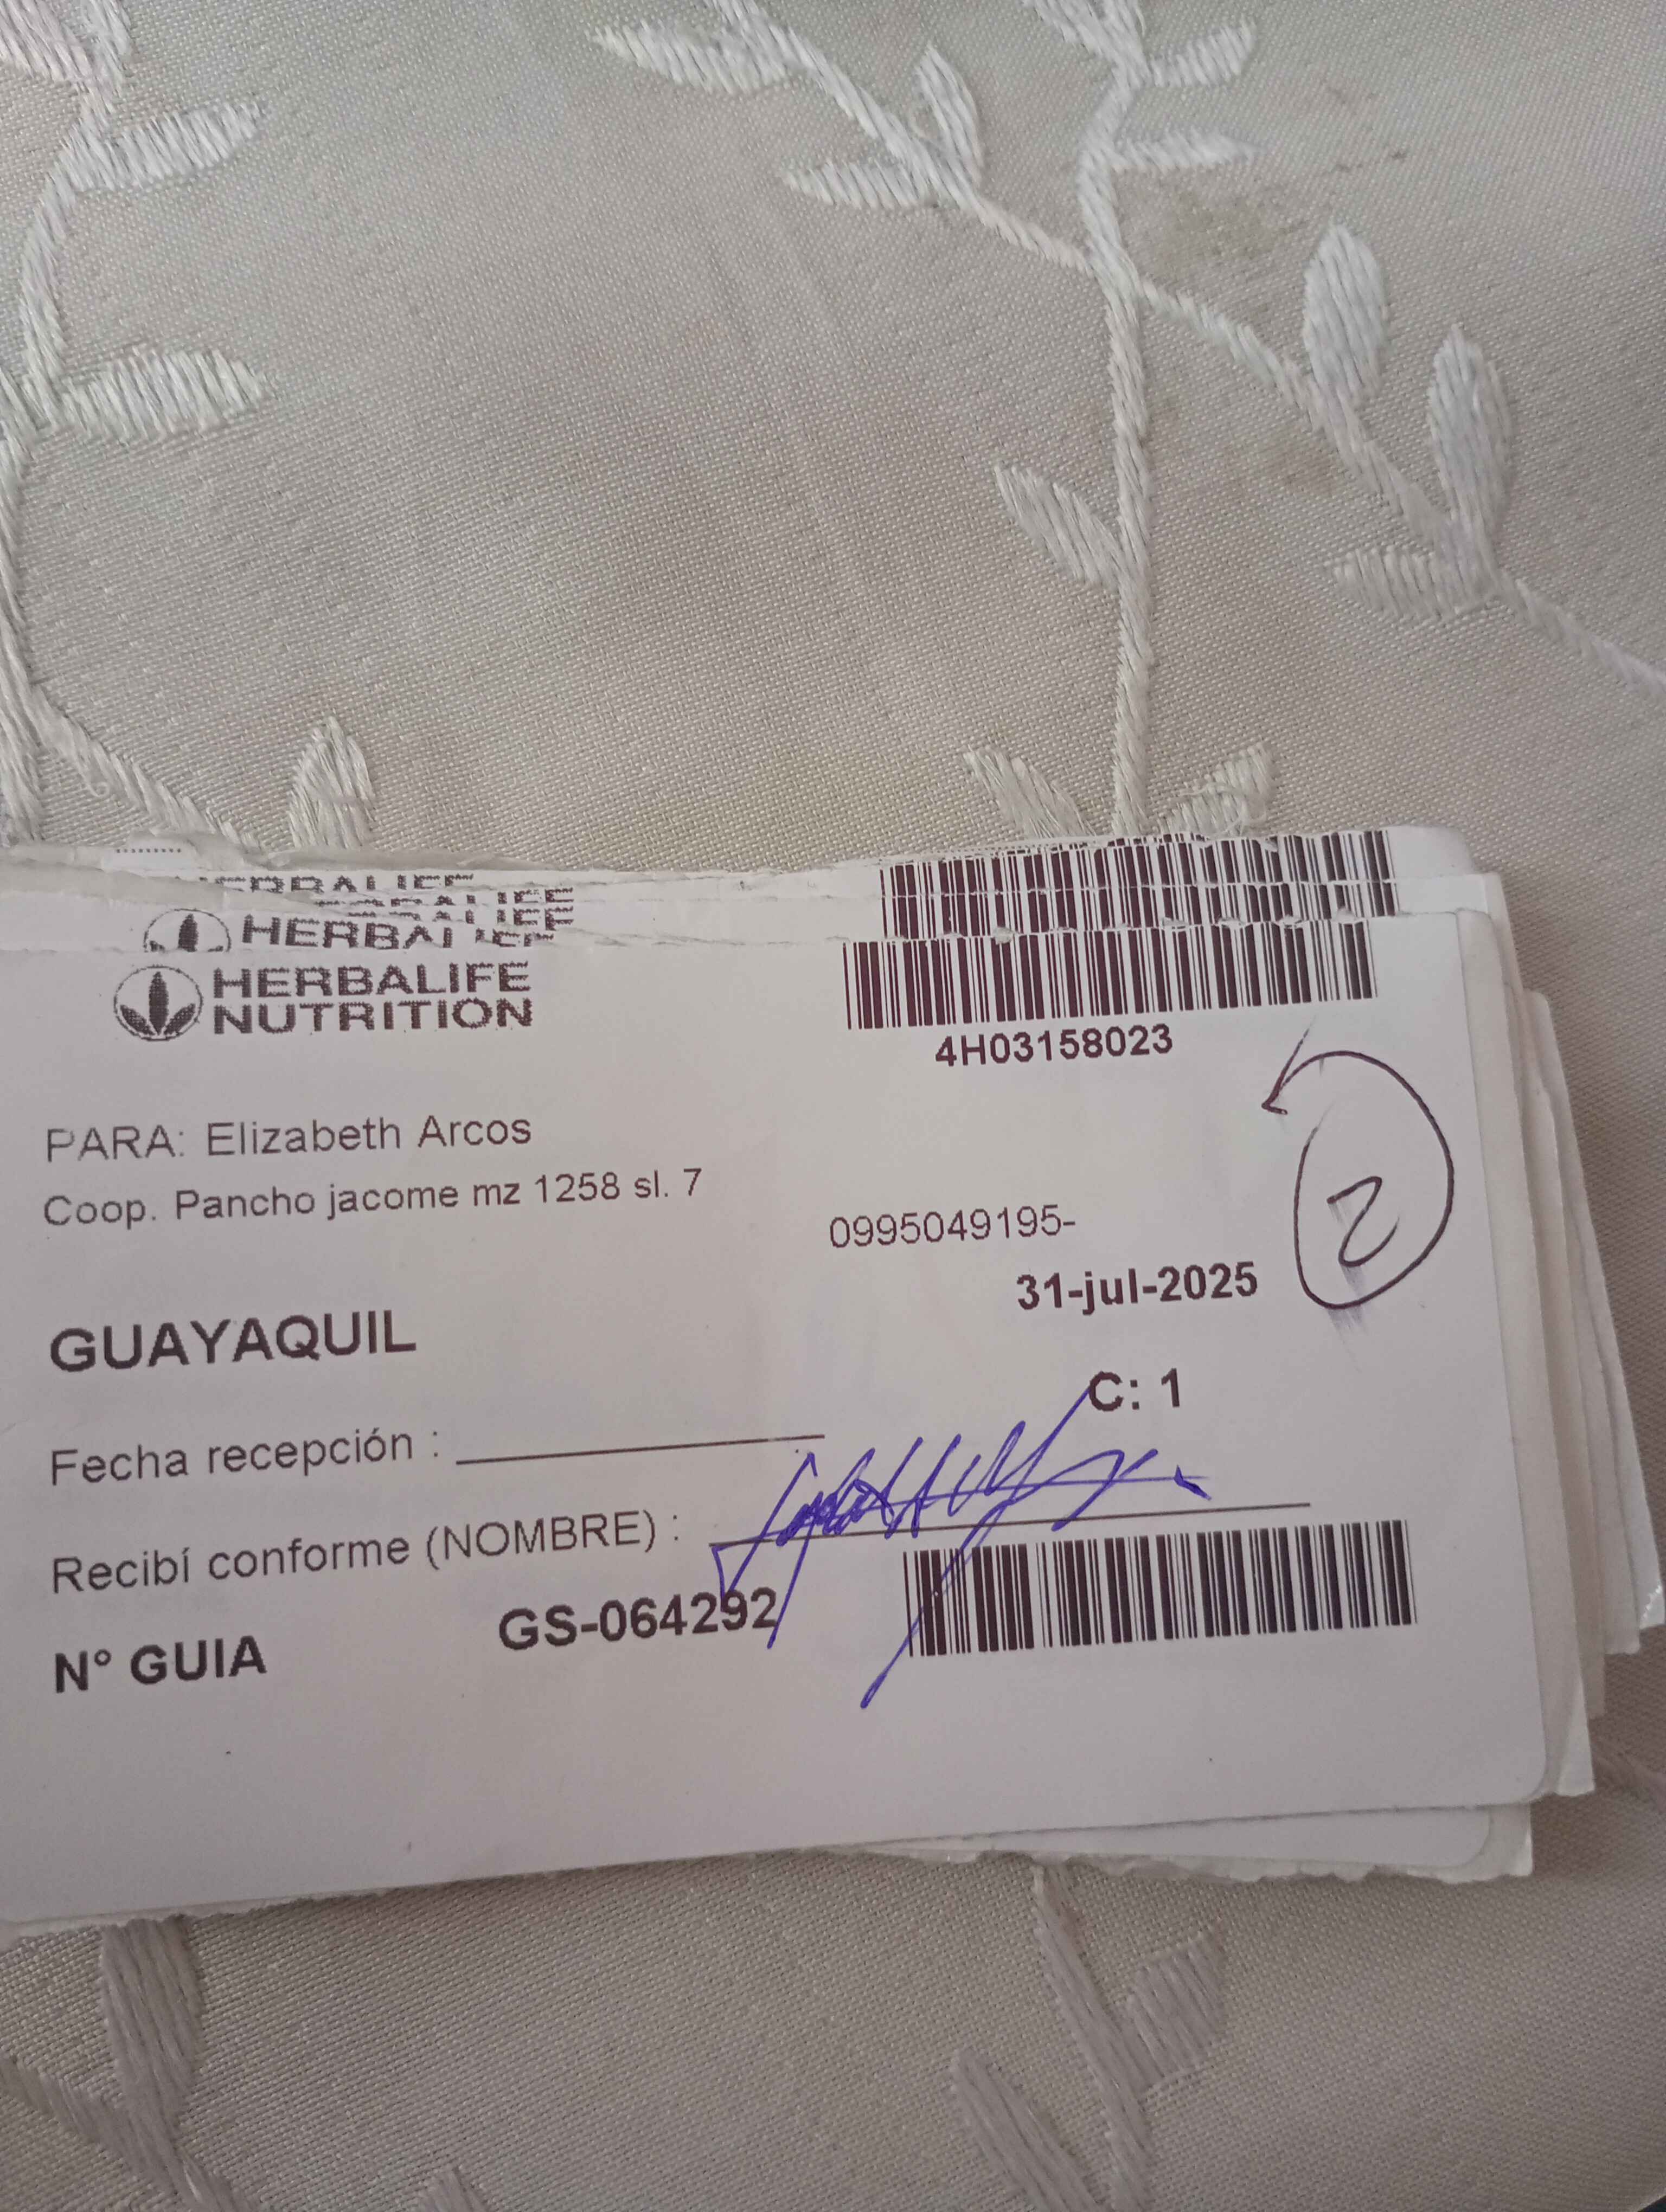 HERBALIFE
HERBALIFE
NUTRITION
4H03158023
PARA: Elizabeth Arcos
Coop. Pancho jacome mz 1258 sl. 7
0995049195-
31-jul-2025
2
GUAYAQUIL
C: 1
Fecha recepción :
Recibí conforme (NOMBRE) :
N° GUIA GS-064292